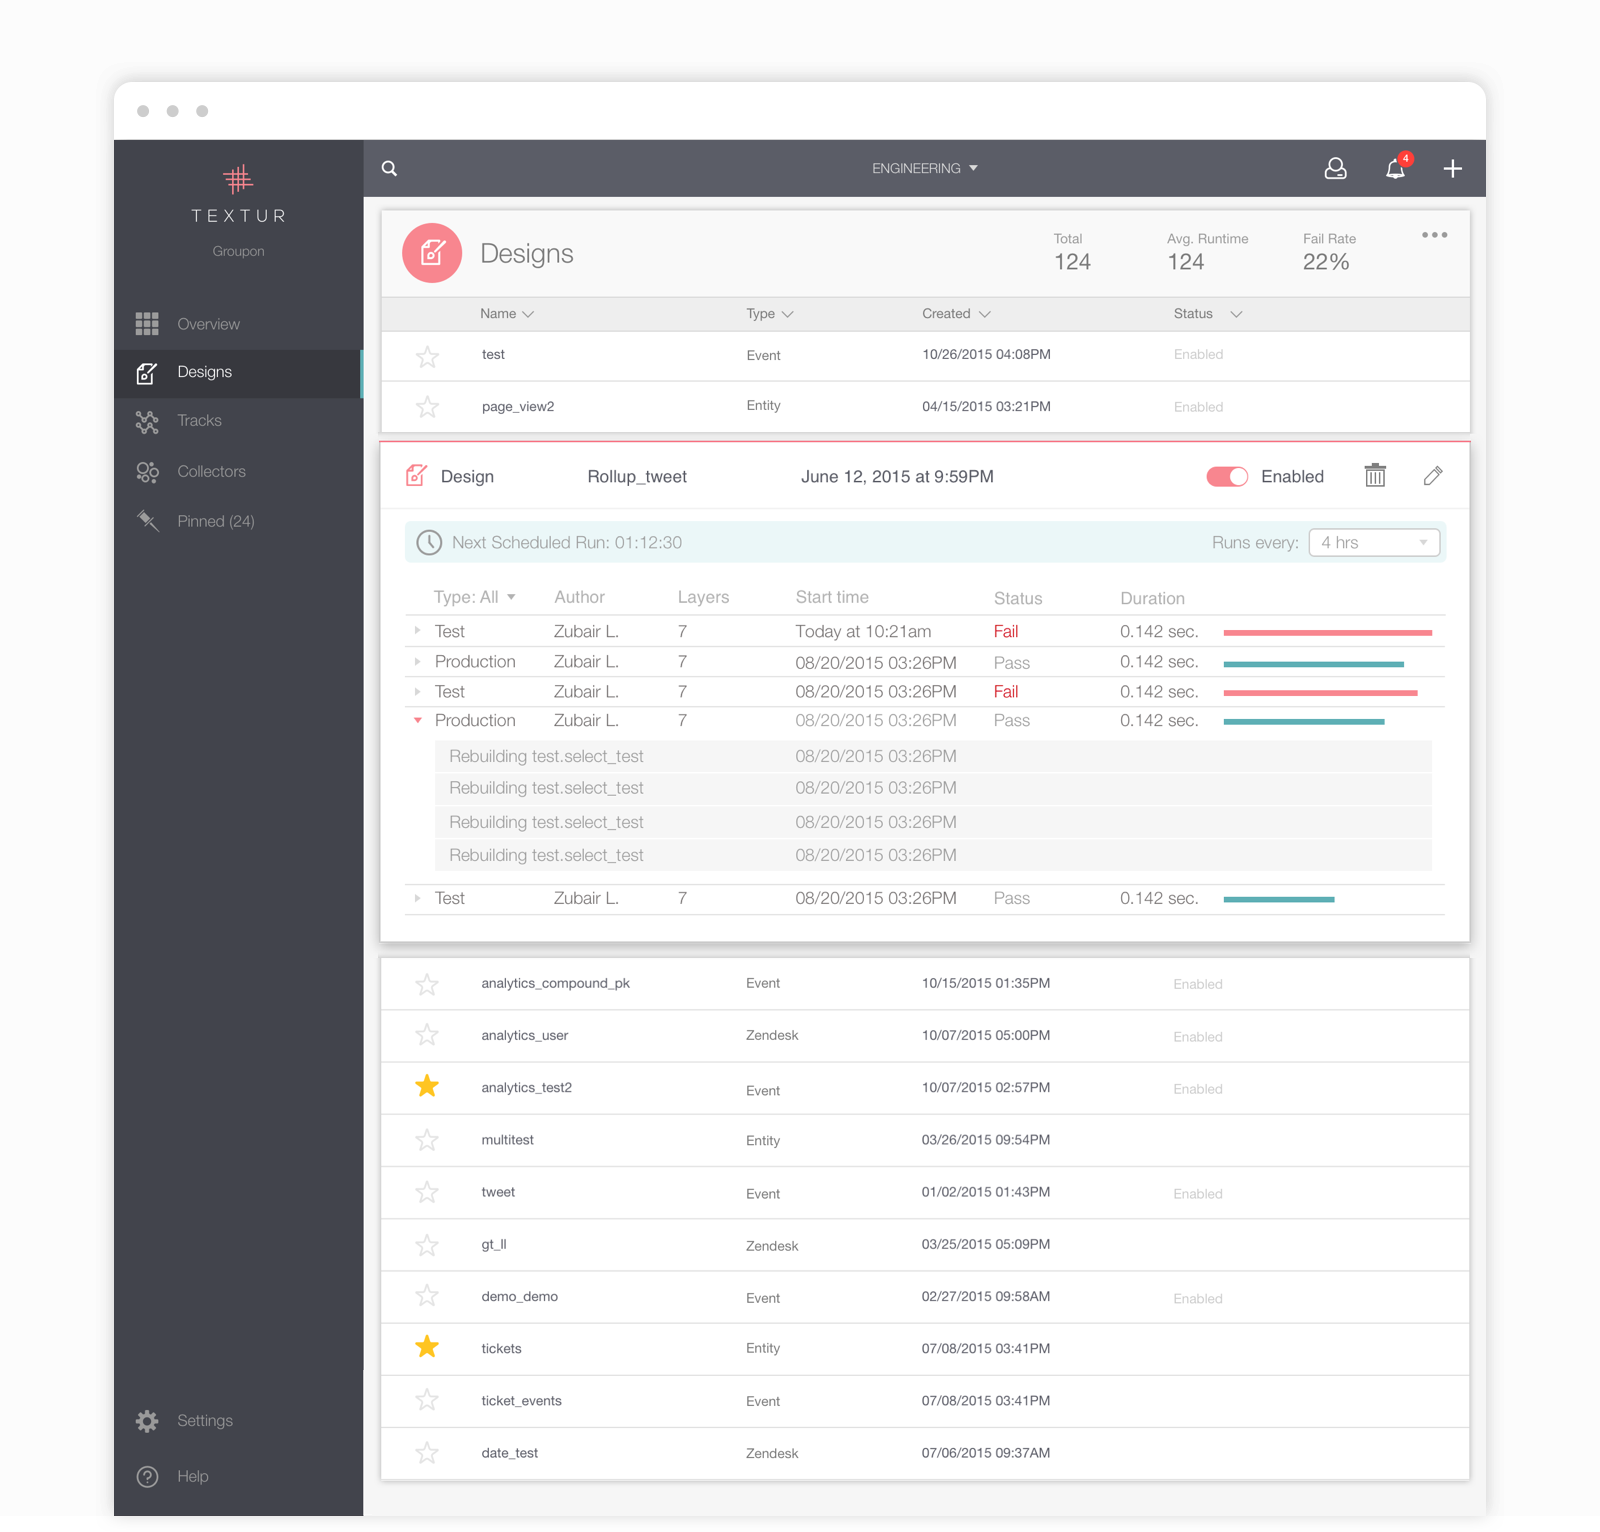 TEXTUR
Groupon
Overview
Designs
Tracks
Collectors
Pinned (24)
Settings
Help
ENGINEERING
4
Designs
Total
124
Avg. Runtime
124
Fail Rate
22%
Name Type Created Status
test Event 10/26/2015 04:08PM Enabled
page_view2 Entity 04/15/2015 03:21PM Enabled
Design Rollup_tweet June 12, 2015 at 9:59PM Enabled
Next Scheduled Run: 01:12:30 Runs every: 4 hrs
Type: All Author Layers Start time Status Duration
Test Zubair L. 7 Today at 10:21am Fail 0.142 sec.
Production Zubair L. 7 08/20/2015 03:26PM Pass 0.142 sec.
Test Zubair L. 7 08/20/2015 03:26PM Fail 0.142 sec.
Production Zubair L. 7 08/20/2015 03:26PM Pass 0.142 sec.
Rebuilding test.select_test 08/20/2015 03:26PM
Rebuilding test.select_test 08/20/2015 03:26PM
Rebuilding test.select_test 08/20/2015 03:26PM
Rebuilding test.select_test 08/20/2015 03:26PM
Test Zubair L. 7 08/20/2015 03:26PM Pass 0.142 sec.
analytics_compound_pk Event 10/15/2015 01:35PM Enabled
analytics_user Zendesk 10/07/2015 05:00PM Enabled
analytics_test2 Event 10/07/2015 02:57PM Enabled
multitest Entity 03/26/2015 09:54PM
tweet Event 01/02/2015 01:43PM Enabled
gt_ll Zendesk 03/25/2015 05:09PM
demo_demo Event 02/27/2015 09:58AM Enabled
tickets Entity 07/08/2015 03:41PM
ticket_events Event 07/08/2015 03:41PM
date_test Zendesk 07/06/2015 09:37AM